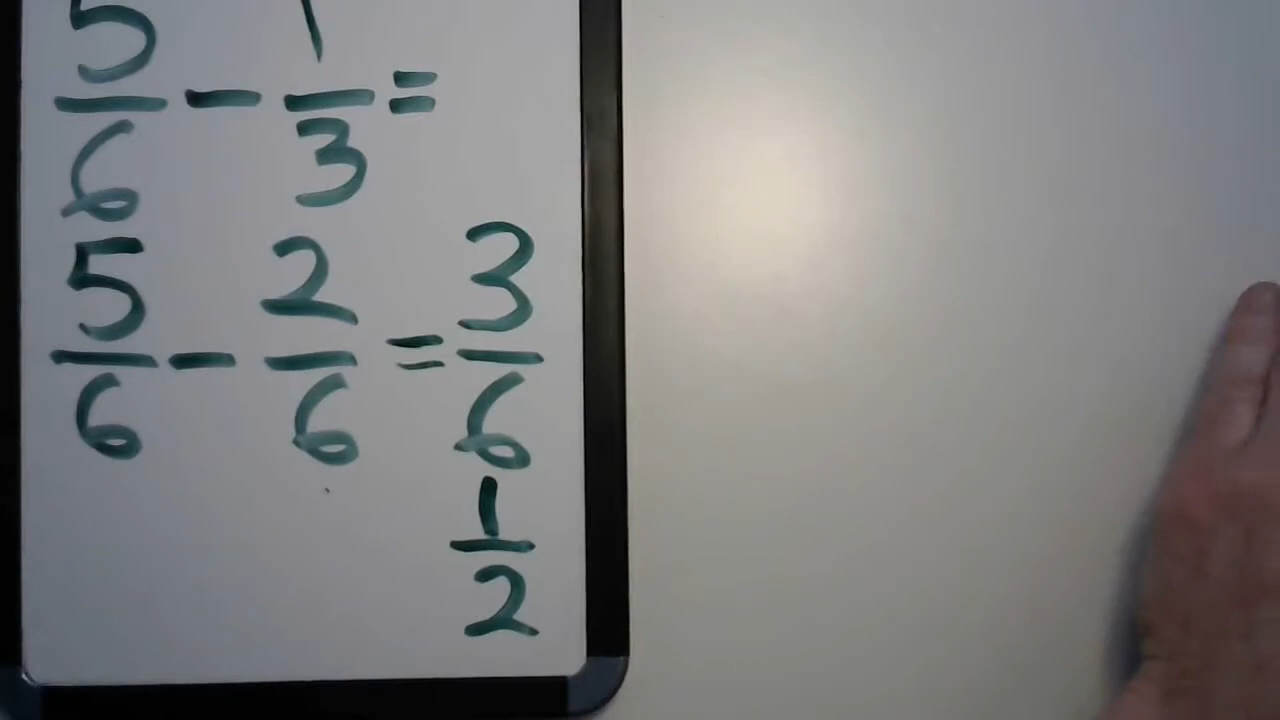 5/6 - 1/3 =
5/6 - 2/6 = 3/6
1/2